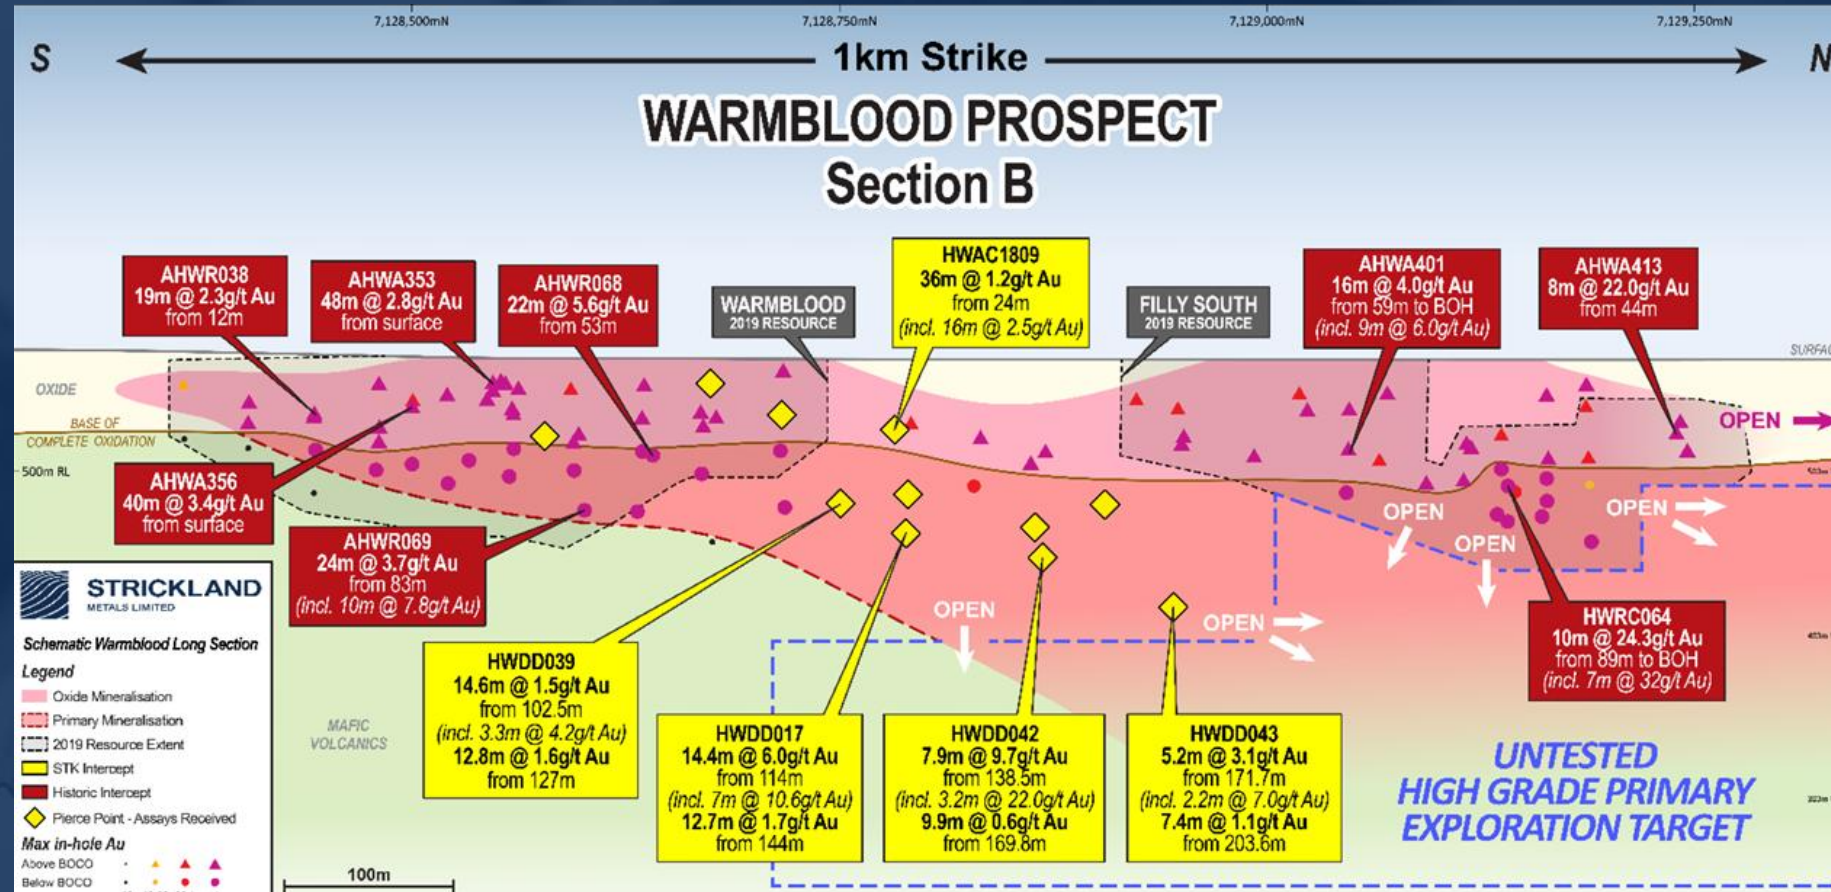 7,128,500mN
7,128,750mN
7,129,000mN
7,129,250mN
S
1km Strike
N
WARMBLOOD PROSPECT
Section B
AHWR038
19m @ 2.3g/t Au
from 12m
AHWA353
48m @ 2.8g/t Au
from surface
AHWR068
22m @ 5.6g/t Au
from 53m
WARMBLOOD
2019 RESOURCE
HWAC1809
36m @ 1.2g/t Au
from 24m
(incl. 16m @ 2.5g/t Au)
FILLY SOUTH
2019 RESOURCE
AHWA401
16m @ 4.0g/t Au
from 59m to BOH
(incl. 9m @ 6.0g/t Au)
AHWA413
8m @ 22.0g/t Au
from 44m
SURFAC
OXIDE
BASE OF
COMPLETE OXIDATION
OPEN
500m RL
AHWA356
40m @ 3.4g/t Au
from surface
AHWR069
24m @ 3.7g/t Au
from 83m
(incl. 10m @ 7.8g/t Au)
OPEN
OPEN
OPEN
OPEN
OPEN
HWRC064
10m @ 24.3g/t Au
from 89m to BOH
(incl. 7m @ 32g/t Au)
STRICKLAND
METALS LIMITED
Schematic Warmblood Long Section
Legend
Oxide Mineralisation
Primary Mineralisation
2019 Resource Extent
STK Intercept
Historic Intercept
Pierce Point - Assays Received
Max in-hole Au
Above BOCO
Below BOCO
MAFIC
VOLCANICS
HWDD039
14.6m @ 1.5g/t Au
from 102.5m
(incl. 3.3m @ 4.2g/t Au)
12.8m @ 1.6g/t Au
from 127m
HWDD017
14.4m @ 6.0g/t Au
from 114m
(incl. 7m @ 10.6g/t Au)
12.7m @ 1.7g/t Au
from 144m
HWDD042
7.9m @ 9.7g/t Au
from 138.5m
(incl. 3.2m @ 22.0g/t Au)
9.9m @ 0.6g/t Au
from 169.8m
HWDD043
5.2m @ 3.1g/t Au
from 171.7m
(incl. 2.2m @ 7.0g/t Au)
7.4m @ 1.1g/t Au
from 203.6m
UNTESTED
HIGH GRADE PRIMARY
EXPLORATION TARGET
100m